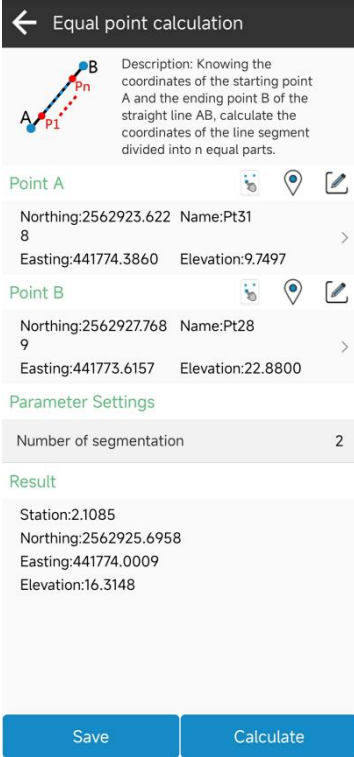 Equal point calculation
B
Pn
A
P1
Description: Knowing the
coordinates of the starting point
A and the ending point B of the
straight line AB, calculate the
coordinates of the line segment
divided into n equal parts.
Point A
Northing:2562923.622 Name:Pt31
8
Easting:441774.3860 Elevation:9.7497
Point B
Northing:2562927.768 Name:Pt28
9
Easting:441773.6157 Elevation:22.8800
Parameter Settings
Number of segmentation 2
Result
Station:2.1085
Northing:2562925.6958
Easting:441774.0009
Elevation:16.3148
Save Calculate